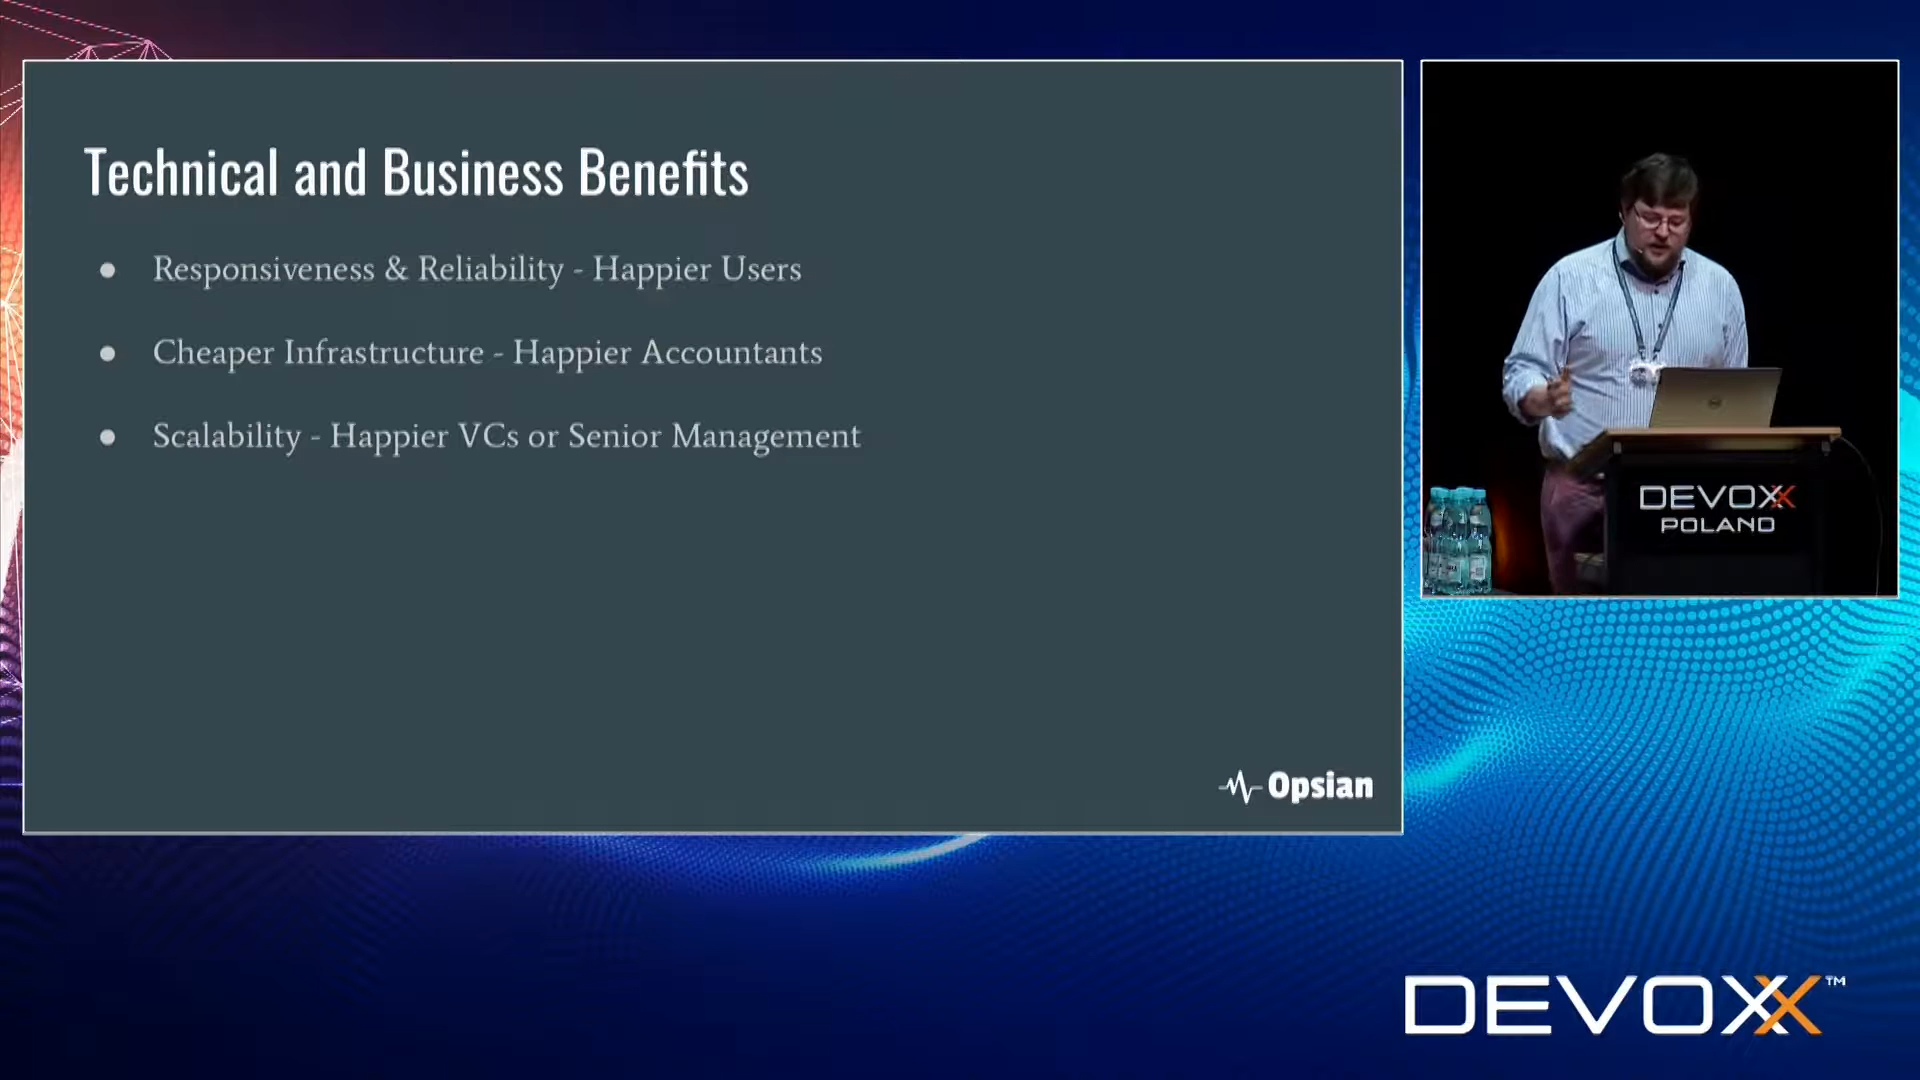 Technical and Business Benefits
● Responsiveness & Reliability - Happier Users
● Cheaper Infrastructure - Happier Accountants
● Scalability - Happier VCs or Senior Management
Opsian
DEVOXX
POLAND
DEVOXX™